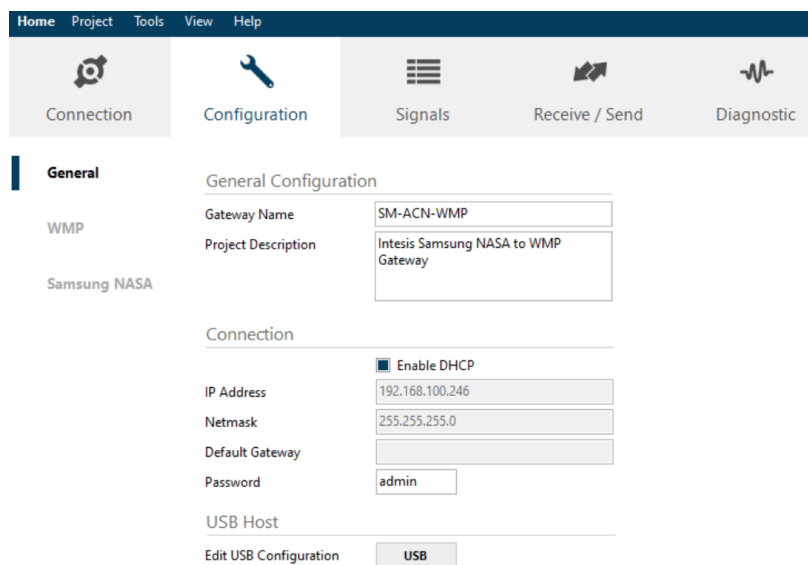 Home Project Tools View Help
Connection Configuration Signals Receive / Send Diagnostic
General
WMP
Samsung NASA
General Configuration
Gateway Name SM-ACN-WMP
Project Description Intesis Samsung NASA to WMP
Gateway
Connection
Enable DHCP
IP Address 192.168.100.246
Netmask 255.255.255.0
Default Gateway
Password admin
USB Host
Edit USB Configuration USB